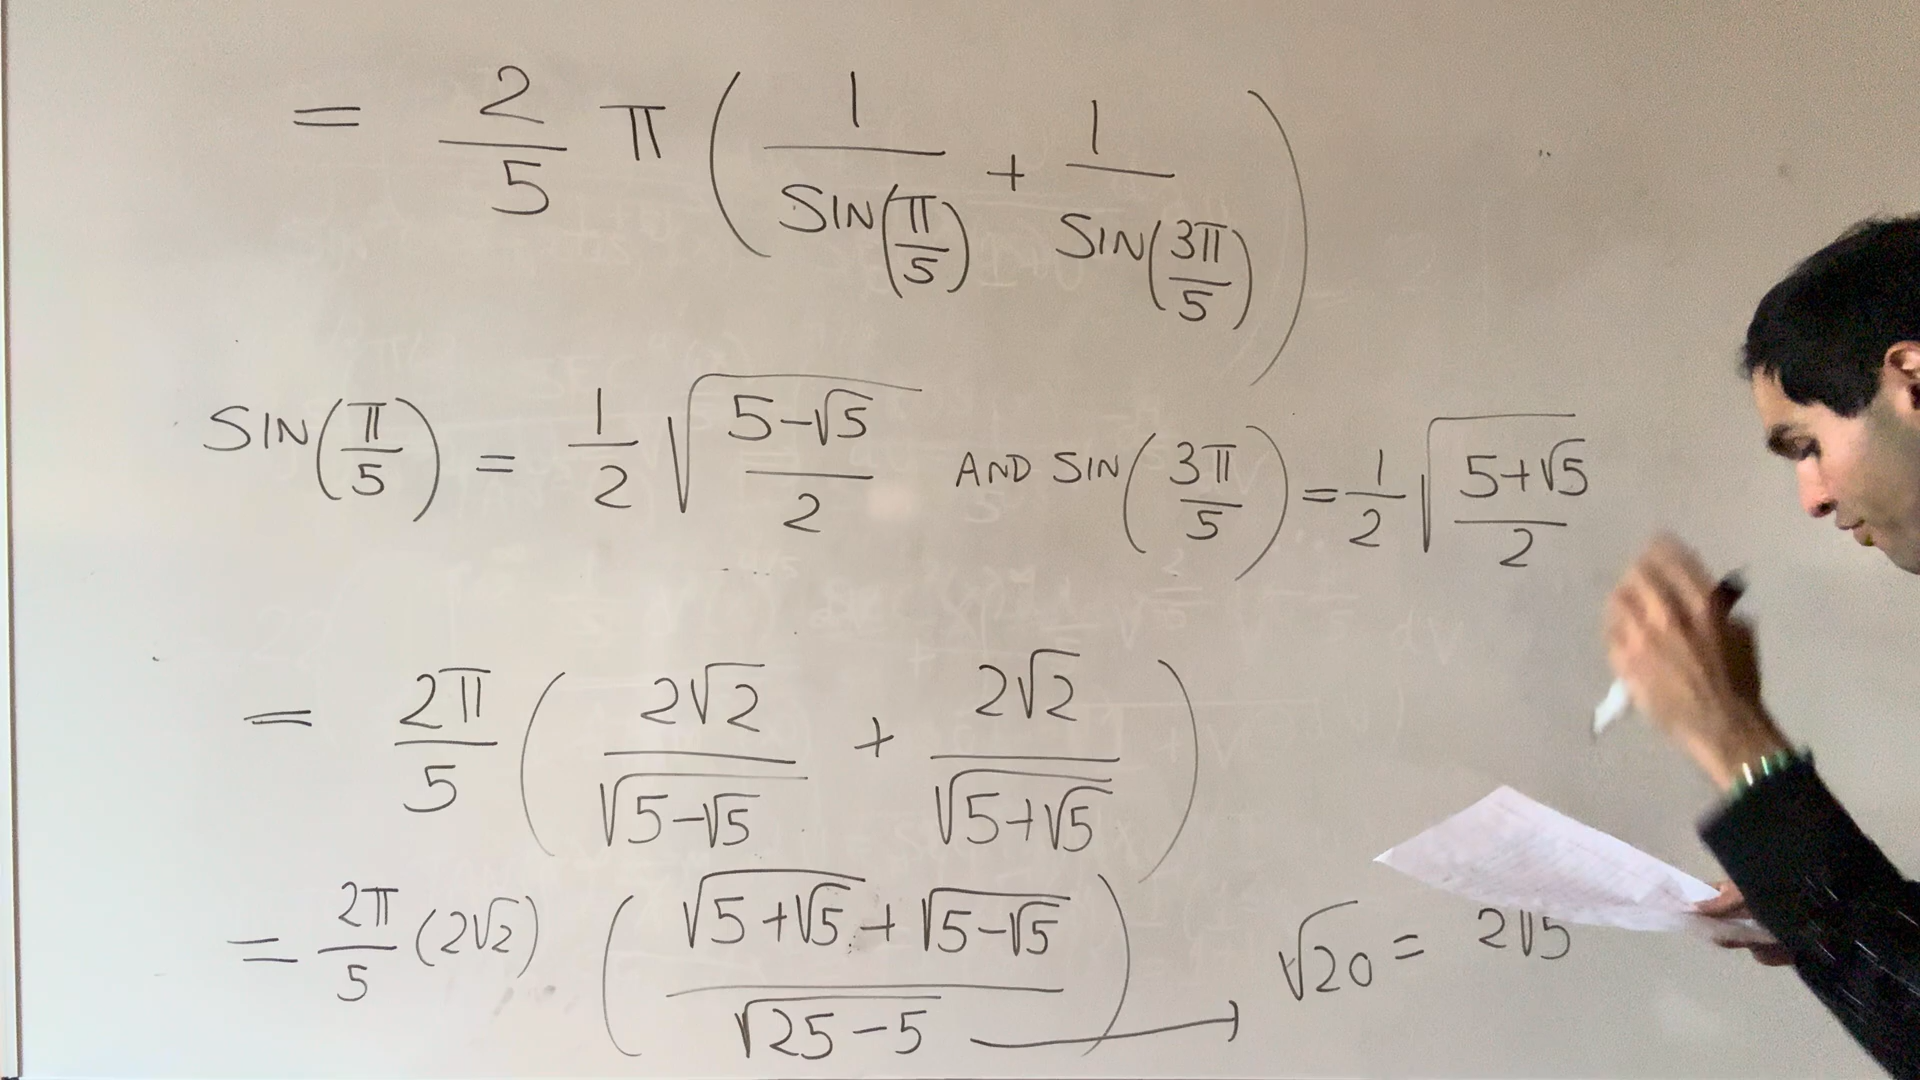 = 2/5 π ( 1/SIN(π/5) + 1/SIN(3π/5) )
SIN(π/5) = 1/2 √((5-√5)/2) AND SIN(3π/5) = 1/2 √((5+√5)/2)
= 2π/5 ( 2√2/√(5-√5) + 2√2/√(5+√5) )
= 2π/5 (2√2) ( (√(5+√5) + √(5-√5))/√(25-5) ) → √20 = 2√5